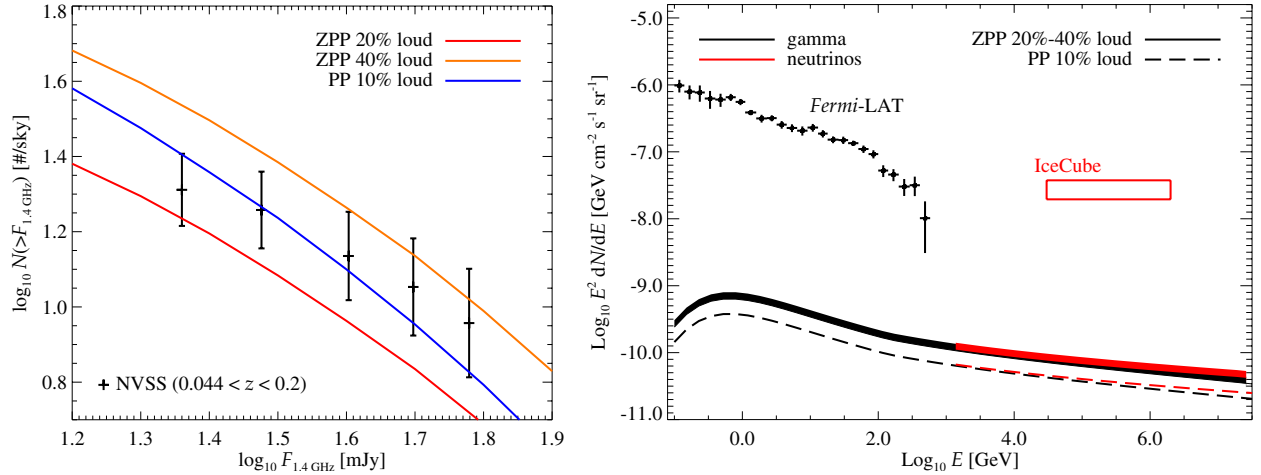 ZPP 20% loud
ZPP 40% loud
PP 10% loud
NVSS (0.044 < z < 0.2)
log₁₀ N(>F₁.₄ GHz) [#/sky]
1.8
1.6
1.4
1.2
1.0
0.8
1.2 1.3 1.4 1.5 1.6 1.7 1.8 1.9
log₁₀ F₁.₄ GHz [mJy]
gamma
neutrinos
ZPP 20%-40% loud
PP 10% loud
Fermi-LAT
IceCube
Log₁₀ E² dN/dE [GeV cm⁻² s⁻¹ sr⁻¹]
-5.0
-6.0
-7.0
-8.0
-9.0
-10.0
-11.0
0.0 2.0 4.0 6.0
Log₁₀ E [GeV]